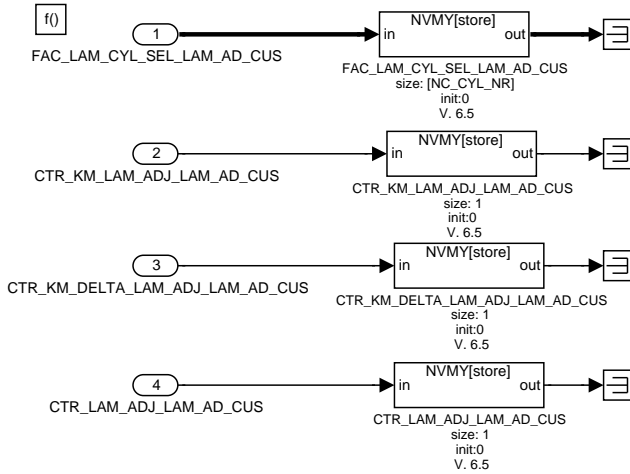 f()
NVMY[store]
1
in
out
FAC_LAM_CYL_SEL_LAM_AD_CUS
FAC_LAM_CYL_SEL_LAM_AD_CUS
size: [NC_CYL_NR]
init:0
V. 6.5
NVMY[store]
2
in
out
CTR_KM_LAM_ADJ_LAM_AD_CUS
CTR_KM_LAM_ADJ_LAM_AD_CUS
size: 1
init:0
V. 6.5
NVMY[store]
3
in
out
CTR_KM_DELTA_LAM_ADJ_LAM_AD_CUS
CTR_KM_DELTA_LAM_ADJ_LAM_AD_CUS
size: 1
init:0
V. 6.5
NVMY[store]
4
in
out
CTR_LAM_ADJ_LAM_AD_CUS
CTR_LAM_ADJ_LAM_AD_CUS
size: 1
init:0
V. 6.5